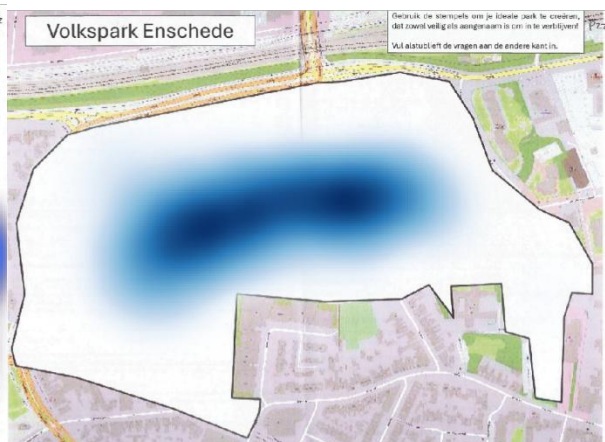 Volkspark Enschede
Gebruik de stempels om je ideale park te creëren,
dat zowel veilig als aangenaam is om in te verblijven!
Vul alstublieft de vragen aan de andere kant in.